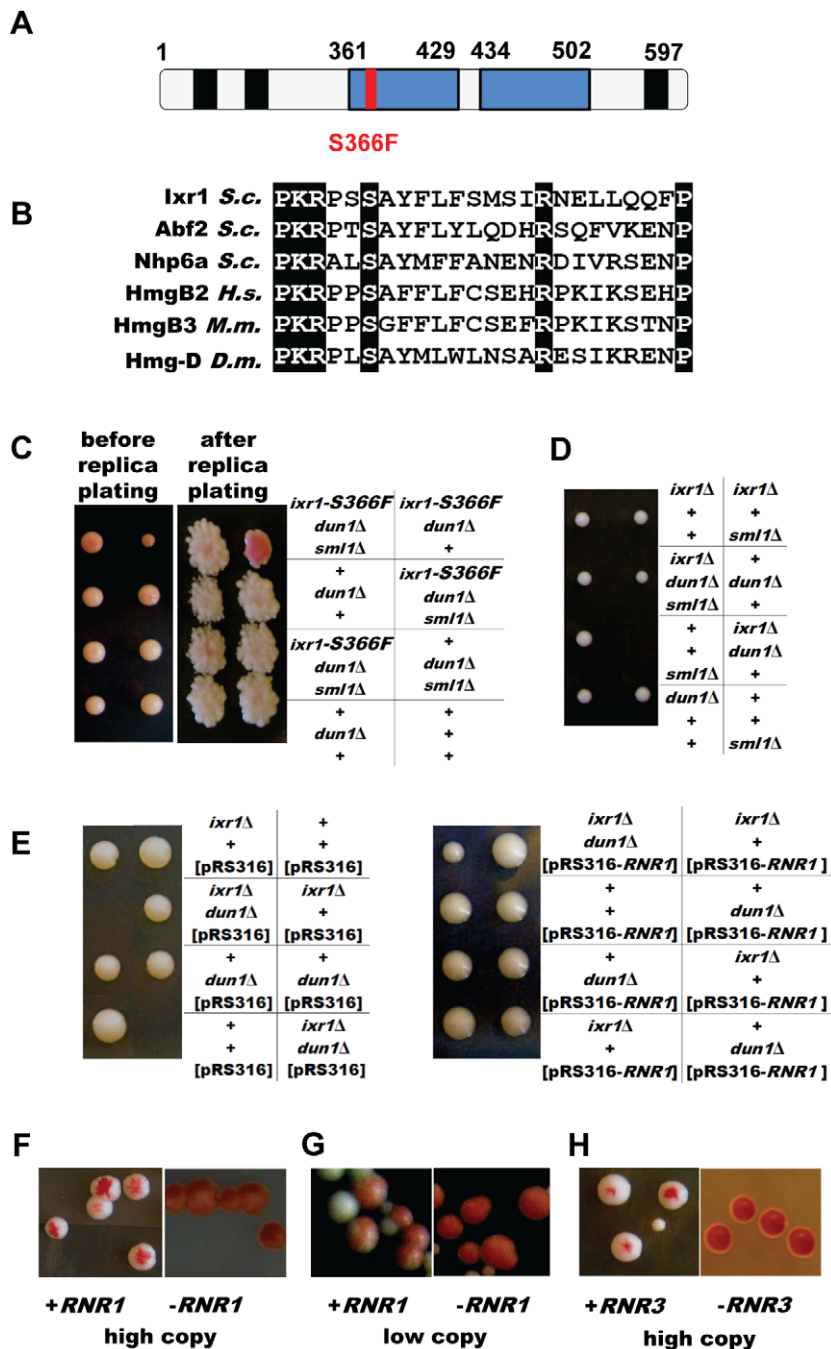 A
1 361 429 434 502 597
S366F
B
Ixr1 S.c. PKRPSSAYFLFSMSIRNELLQQFP
Abf2 S.c. PKRPTSAYFLYLQDHRSQFVKENP
Nhp6a S.c. PKRALSAYMFFANENRDIVRSENP
HmgB2 H.s. PKRPPSAFFLFCSEHRPKIKSEHP
HmgB3 M.m. PKRPPSGFFLFCSEFRPKIKSTNP
Hmg-D D.m. PKRPLSAYMLWLNSARESIKRENP
C
before replica plating
after replica plating
ixr1-S366F ixr1-S366F
dun1Δ dun1Δ
sml1Δ +
+ ixr1-S366F
dun1Δ dun1Δ
+ sml1Δ
ixr1-S366F +
dun1Δ dun1Δ
sml1Δ sml1Δ
+ +
dun1Δ +
+ +
D
ixr1Δ ixr1Δ
+ +
+ sml1Δ
ixr1Δ +
dun1Δ dun1Δ
sml1Δ +
+ ixr1Δ
+ dun1Δ
sml1Δ +
dun1Δ +
+ +
+ sml1Δ
E
ixr1Δ +
+ +
[pRS316] [pRS316]
ixr1Δ ixr1Δ
dun1Δ +
[pRS316] [pRS316]
+ +
dun1Δ dun1Δ
[pRS316] [pRS316]
+ ixr1Δ
+ dun1Δ
[pRS316] [pRS316]
ixr1Δ ixr1Δ
dun1Δ +
[pRS316-RNR1] [pRS316-RNR1]
+ +
+ dun1Δ
[pRS316-RNR1] [pRS316-RNR1]
+ ixr1Δ
dun1Δ +
[pRS316-RNR1] [pRS316-RNR1]
ixr1Δ +
+ dun1Δ
[pRS316-RNR1] [pRS316-RNR1]
F
+RNR1 -RNR1
high copy
G
+RNR1 -RNR1
low copy
H
+RNR3 -RNR3
high copy